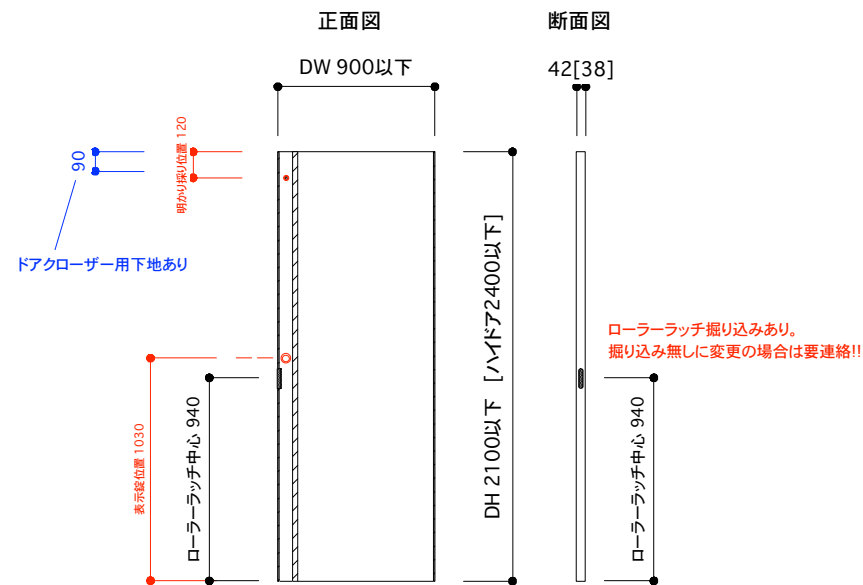 正面図
断面図
DW 900以下
42[38]
90
明かり採り位置 120
ドアクローザー用下地あり
DH 2100以下 [ハイドア2400以下]
ローラーラッチ掘り込みあり。
掘り込み無しに変更の場合は要連絡!!
表示錠位置 1030
ローラーラッチ中心 940
ローラーラッチ中心 940